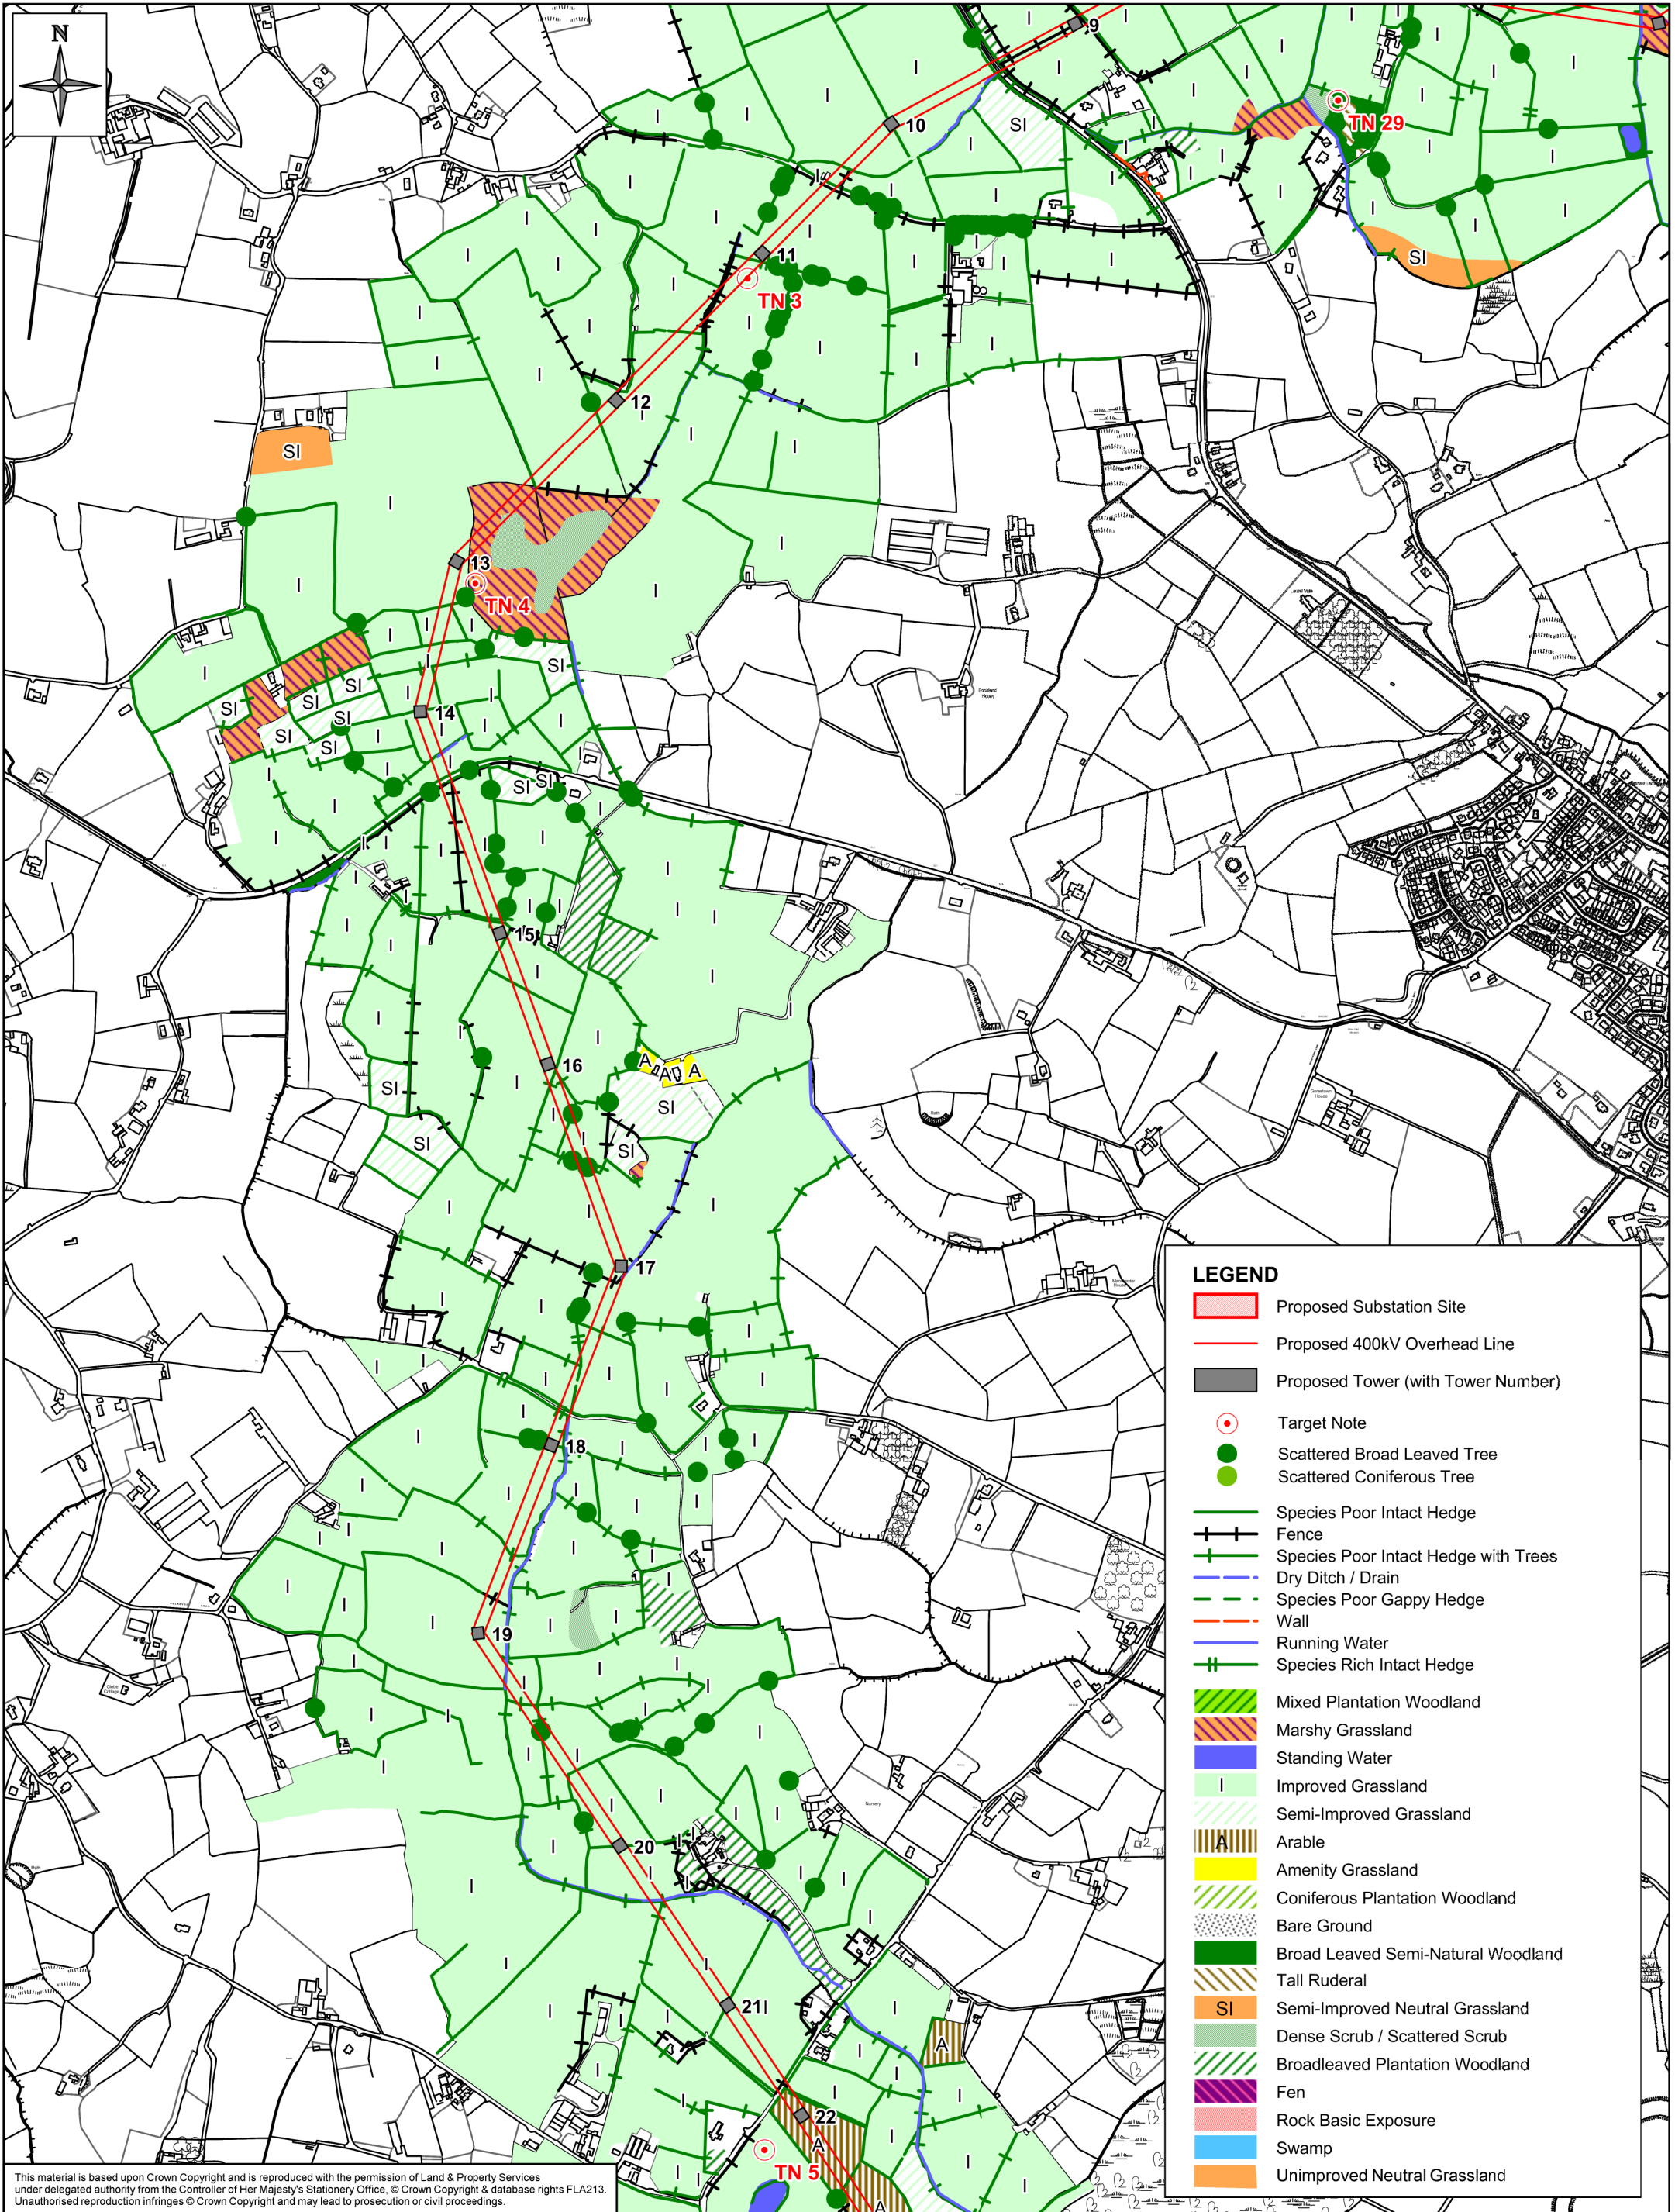 N
9
10
11
12
13
14
15
16
17
18
19
20
21
22
TN 29
TN 3
TN 4
TN 5
I
SI
A
Rath
Nursery
LEGEND
Proposed Substation Site
Proposed 400kV Overhead Line
Proposed Tower (with Tower Number)
Target Note
Scattered Broad Leaved Tree
Scattered Coniferous Tree
Species Poor Intact Hedge
Fence
Species Poor Intact Hedge with Trees
Dry Ditch / Drain
Species Poor Gappy Hedge
Wall
Running Water
Species Rich Intact Hedge
Mixed Plantation Woodland
Marshy Grassland
Standing Water
I Improved Grassland
Semi-Improved Grassland
A Arable
Amenity Grassland
Coniferous Plantation Woodland
Bare Ground
Broad Leaved Semi-Natural Woodland
Tall Ruderal
SI Semi-Improved Neutral Grassland
Dense Scrub / Scattered Scrub
Broadleaved Plantation Woodland
Fen
Rock Basic Exposure
Swamp
Unimproved Neutral Grassland
This material is based upon Crown Copyright and is reproduced with the permission of Land & Property Services
under delegated authority from the Controller of Her Majesty's Stationery Office, © Crown Copyright & database rights FLA213.
Unauthorised reproduction infringes © Crown Copyright and may lead to prosecution or civil proceedings.